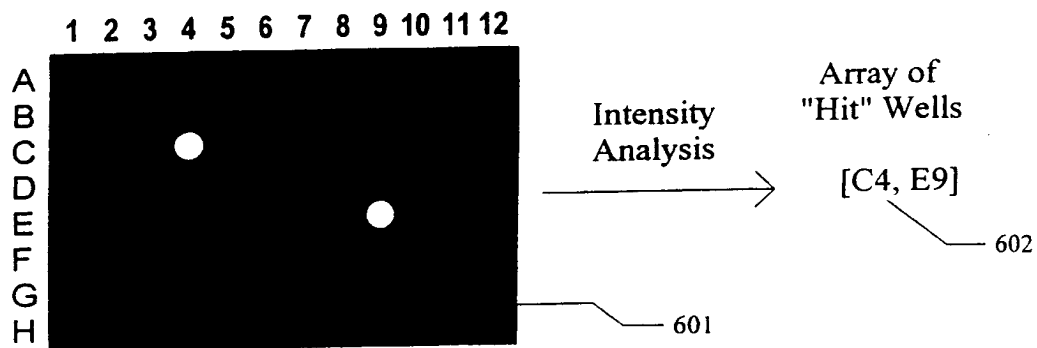 1 2 3 4 5 6 7 8 9 10 11 12
A
B
C
D
E
F
G
H
Intensity
Analysis
Array of
"Hit" Wells
[C4, E9]
602
601